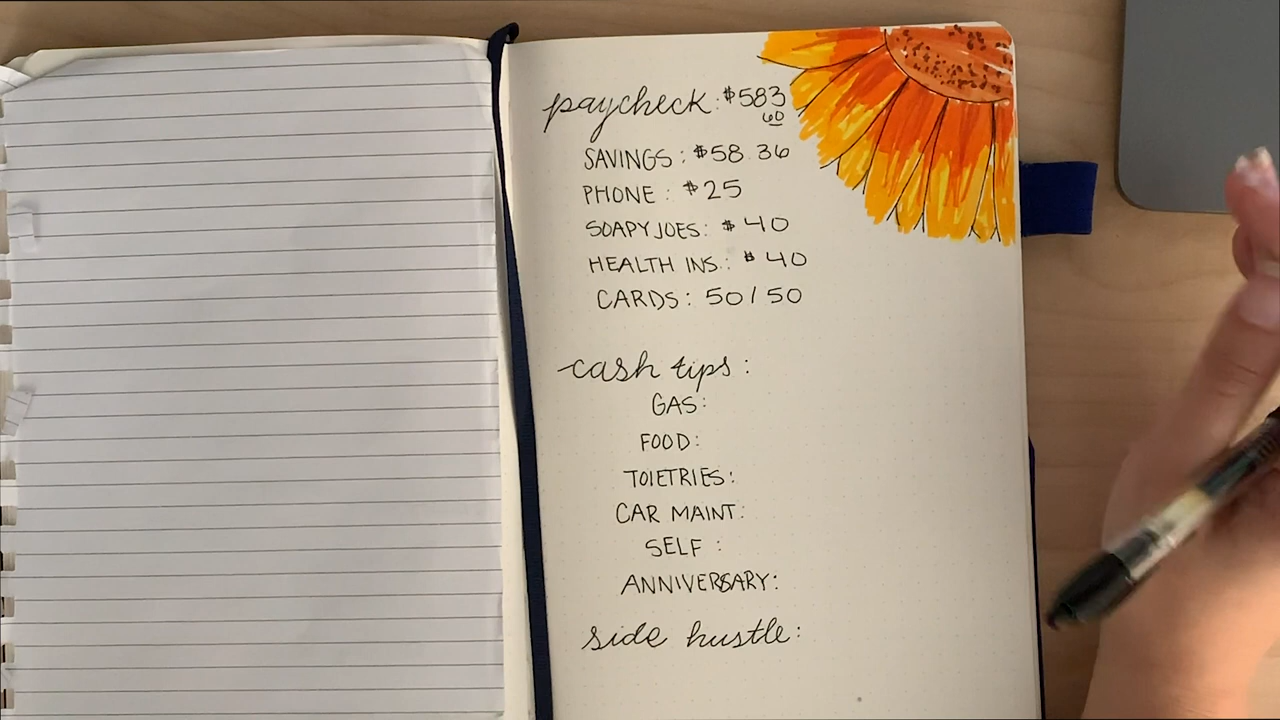 paycheck: $583
60
SAVINGS: $58.36
PHONE: $25
SOAPY JOES: $40
HEALTH INS.: $40
CARDS: 50/50
cash tips:
GAS:
FOOD:
TOIETRIES:
CAR MAINT:
SELF:
ANNIVERSARY:
side hustle: